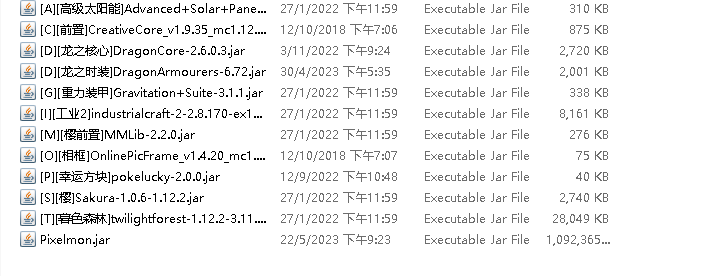 [A][高级太阳能]Advanced+Solar+Pane... 27/1/2022 下午11:59 Executable Jar File 310 KB
[C][前置]CreativeCore_v1.9.35_mc1.12.... 12/10/2018 下午7:06 Executable Jar File 875 KB
[D][龙之核心]DragonCore-2.6.0.3.jar 3/11/2022 下午9:24 Executable Jar File 2,720 KB
[D][龙之时装]DragonArmourers-6.72.jar 30/4/2023 下午5:35 Executable Jar File 2,001 KB
[G][重力装甲]Gravitation+Suite-3.1.1.jar 27/1/2022 下午11:59 Executable Jar File 338 KB
[I][工业2]industrialcraft-2-2.8.170-ex1... 27/1/2022 下午11:59 Executable Jar File 8,161 KB
[M][樱前置]MMLib-2.2.0.jar 27/1/2022 下午11:59 Executable Jar File 276 KB
[O][相框]OnlinePicFrame_v1.4.20_mc1.... 12/10/2018 下午7:07 Executable Jar File 75 KB
[P][幸运方块]pokelucky-2.0.0.jar 12/9/2022 下午10:48 Executable Jar File 40 KB
[S][樱]Sakura-1.0.6-1.12.2.jar 27/1/2022 下午11:59 Executable Jar File 2,740 KB
[T][暮色森林]twilightforest-1.12.2-3.11.... 27/1/2022 下午11:59 Executable Jar File 28,049 KB
Pixelmon.jar 22/5/2023 下午9:23 Executable Jar File 1,092,365...